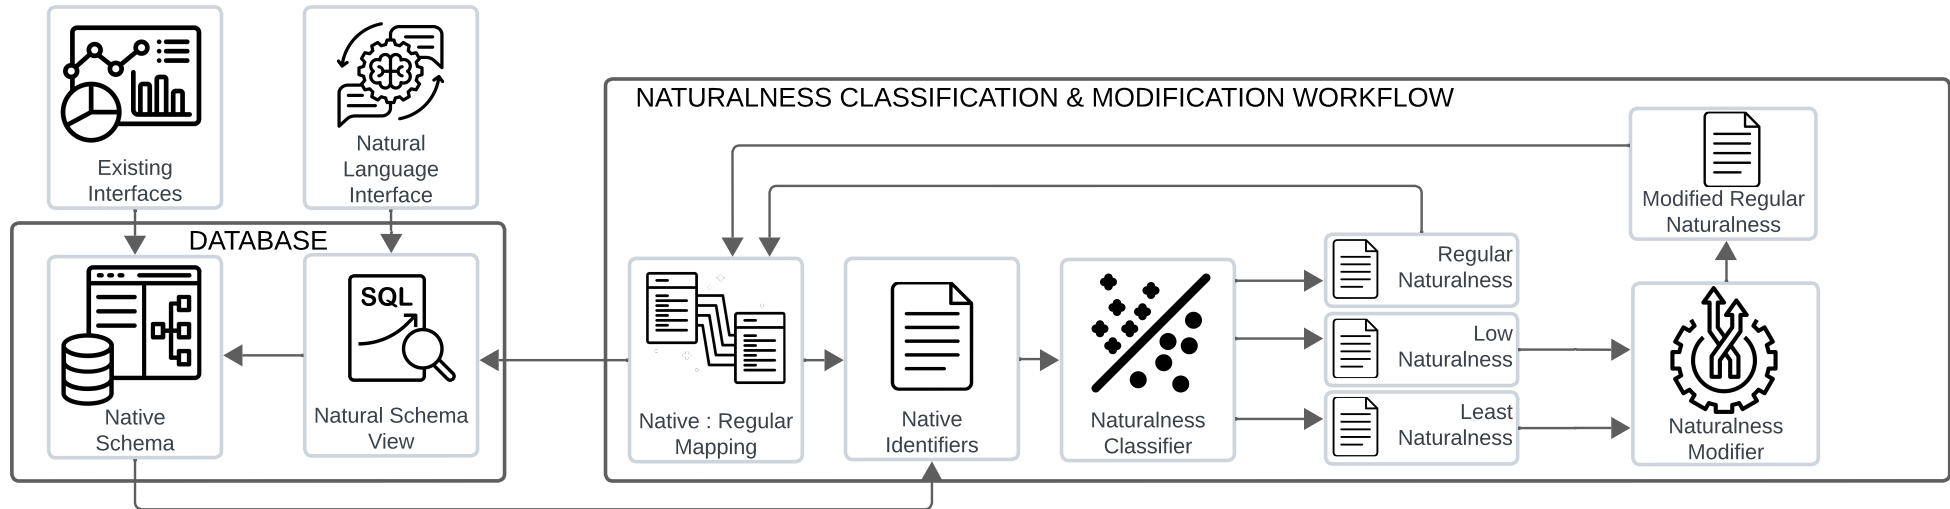 Existing
Interfaces
Natural
Language
Interface
DATABASE
SQL
Native
Schema
Natural Schema
View
NATURALNESS CLASSIFICATION & MODIFICATION WORKFLOW
Native : Regular
Mapping
Native
Identifiers
Naturalness
Classifier
Regular
Naturalness
Low
Naturalness
Least
Naturalness
Modified Regular
Naturalness
Naturalness
Modifier